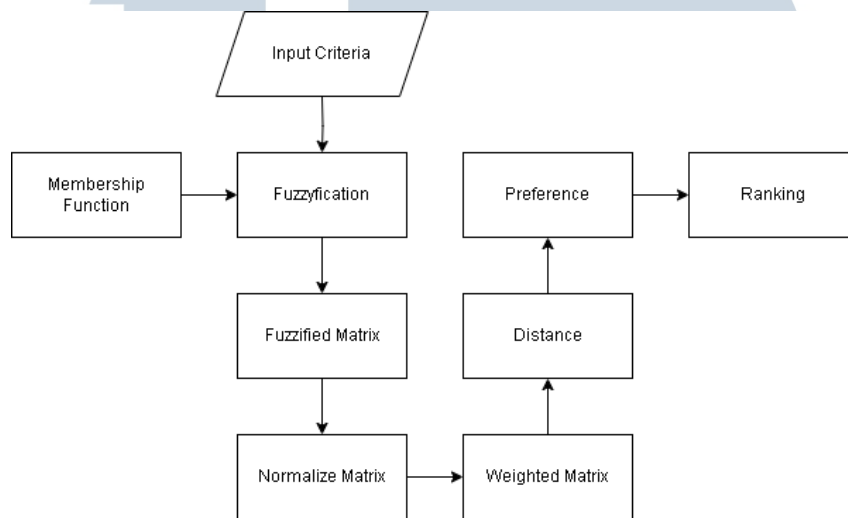 Input Criteria
Membership
Function
Fuzzyfication
Preference
Ranking
Fuzzified Matrix
Distance
Normalize Matrix
Weighted Matrix